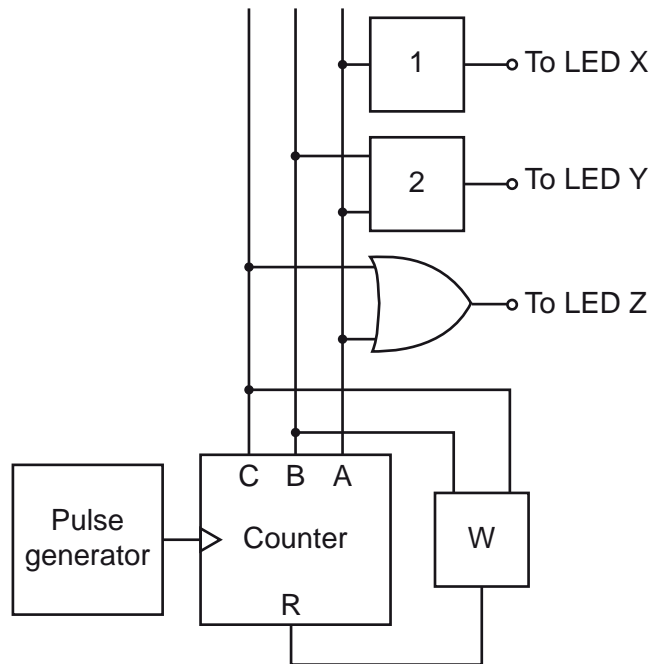 1
To LED X
2
To LED Y
To LED Z
C B A
Pulse
generator
Counter
W
R